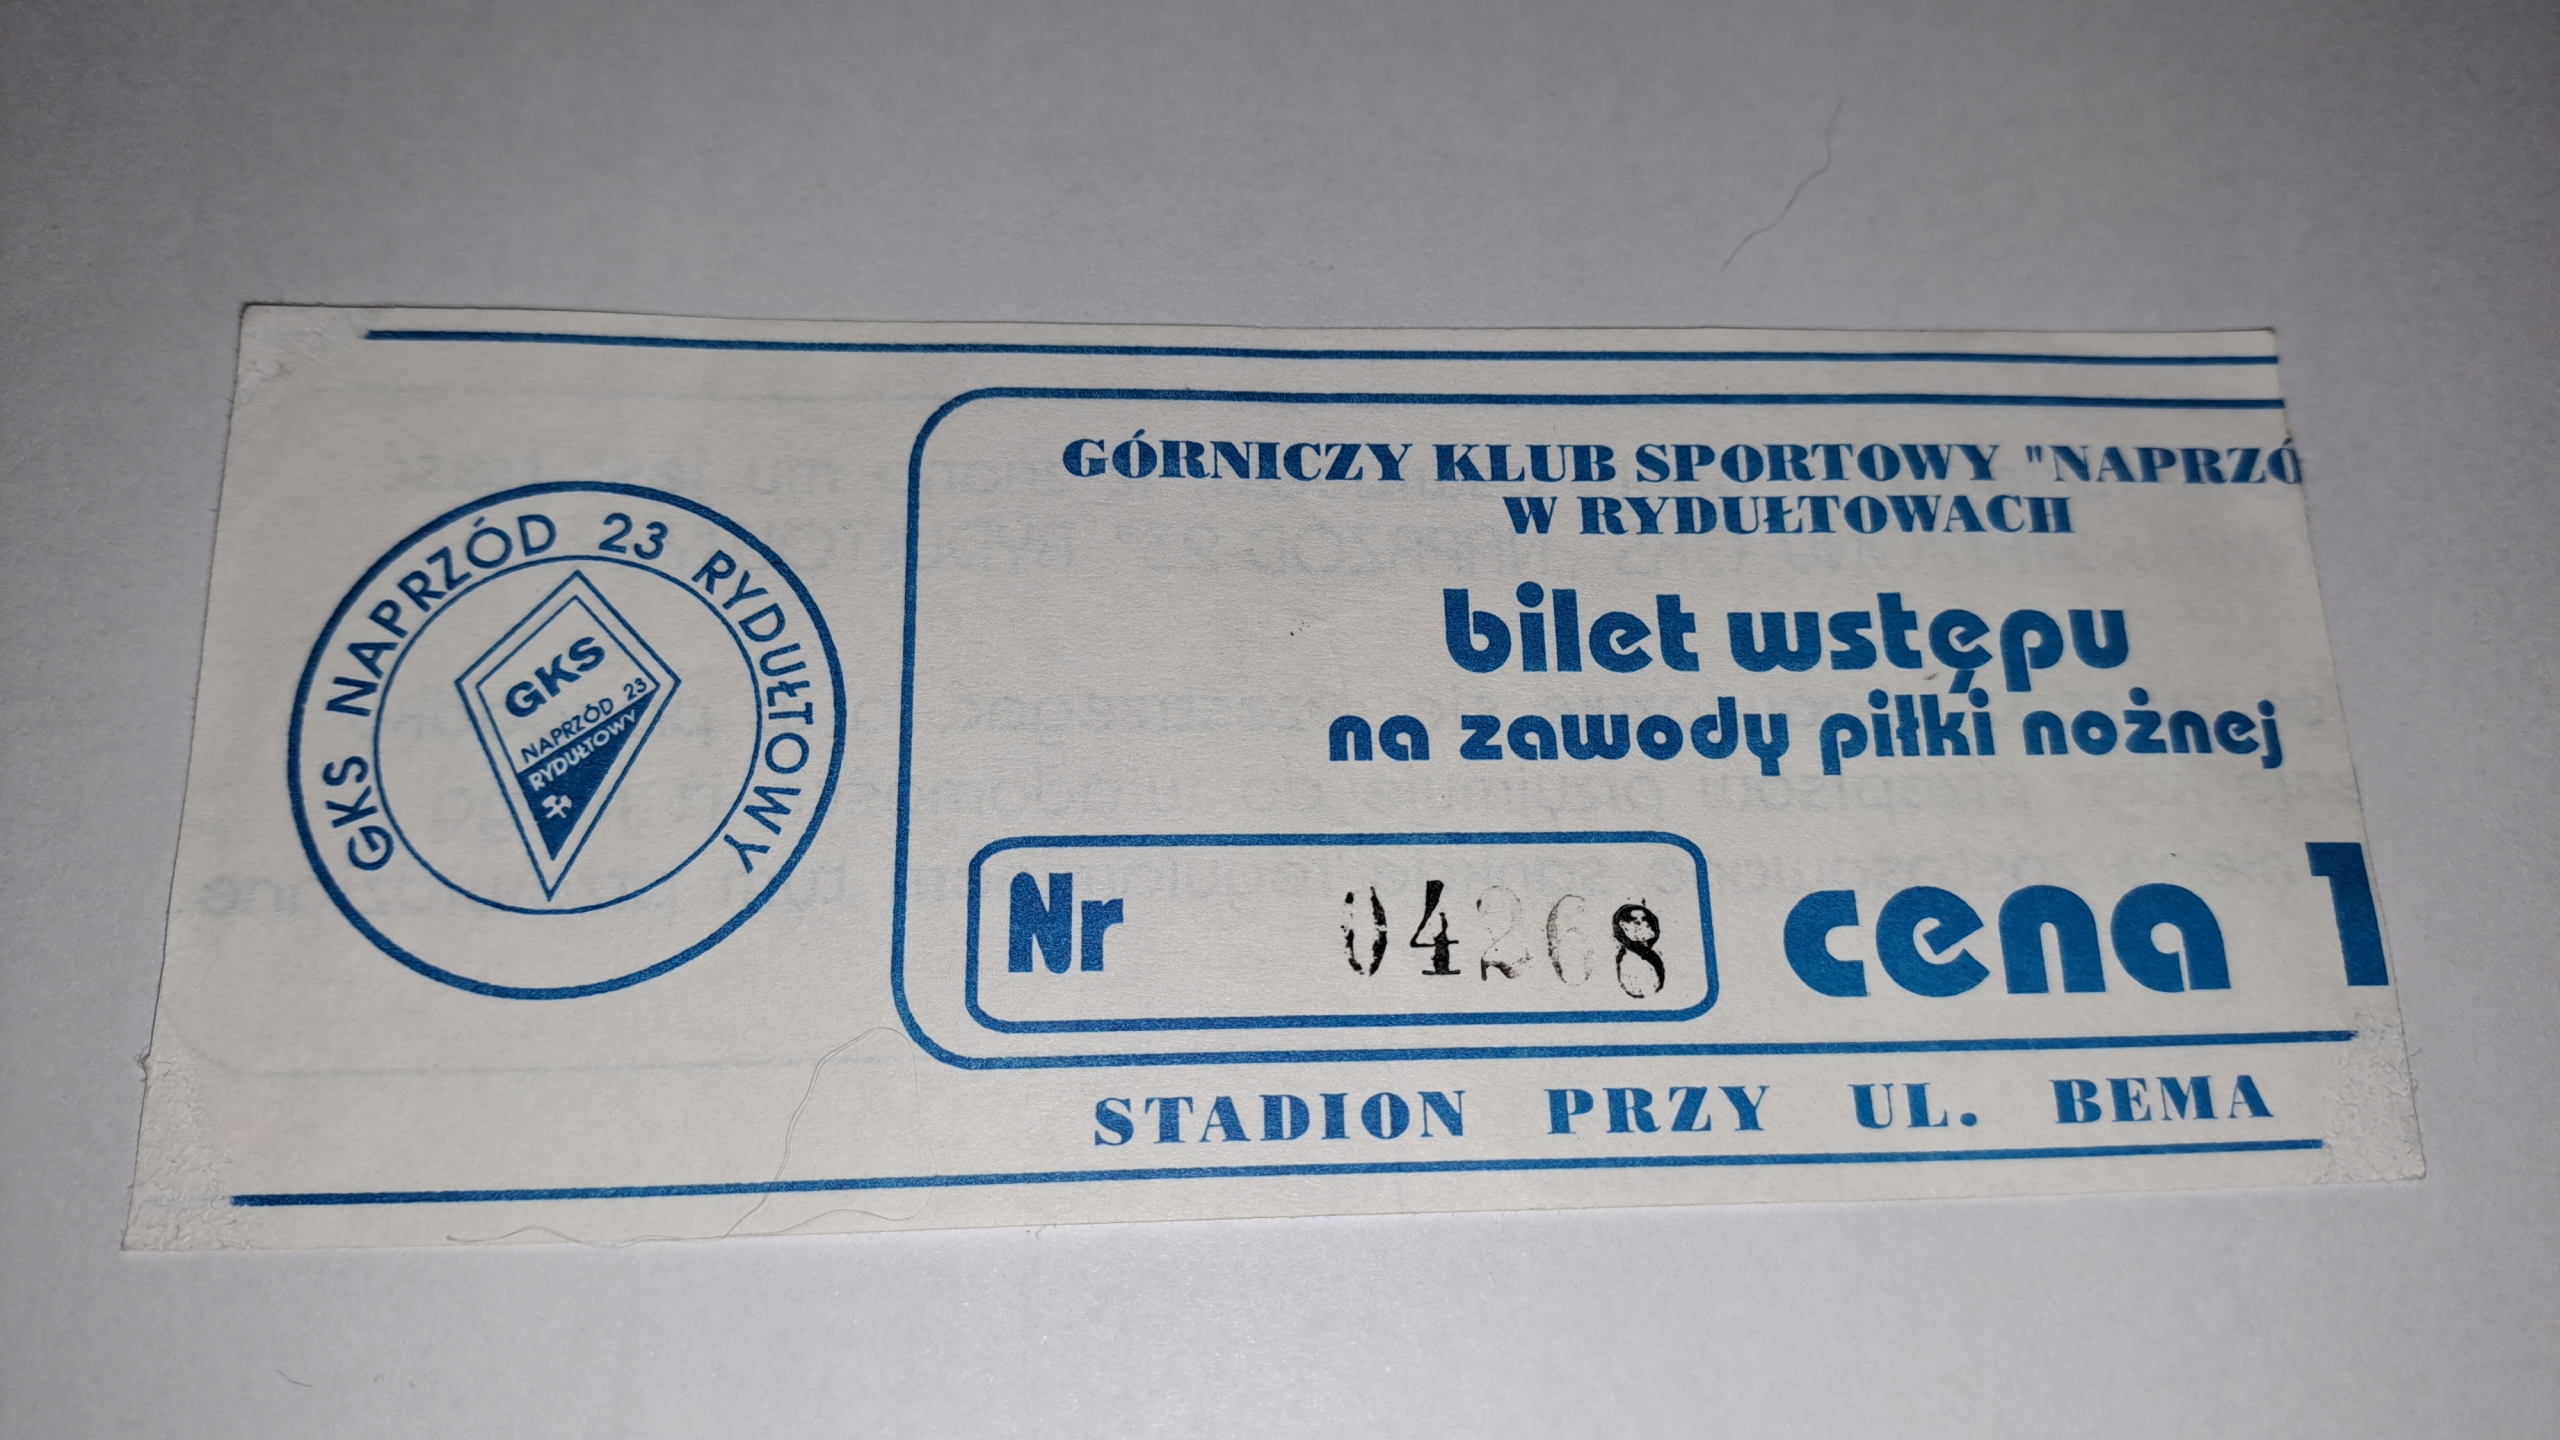 GKS NAPRZÓD 23 RYDUŁTOWY
GKS
NAPRZÓD 23
RYDUŁTOWY
GÓRNICZY KLUB SPORTOWY "NAPRZÓ
W RYDUŁTOWACH
bilet wstępu
na zawody piłki nożnej
Nr 04268
cena 1
STADION PRZY UL. BEMA